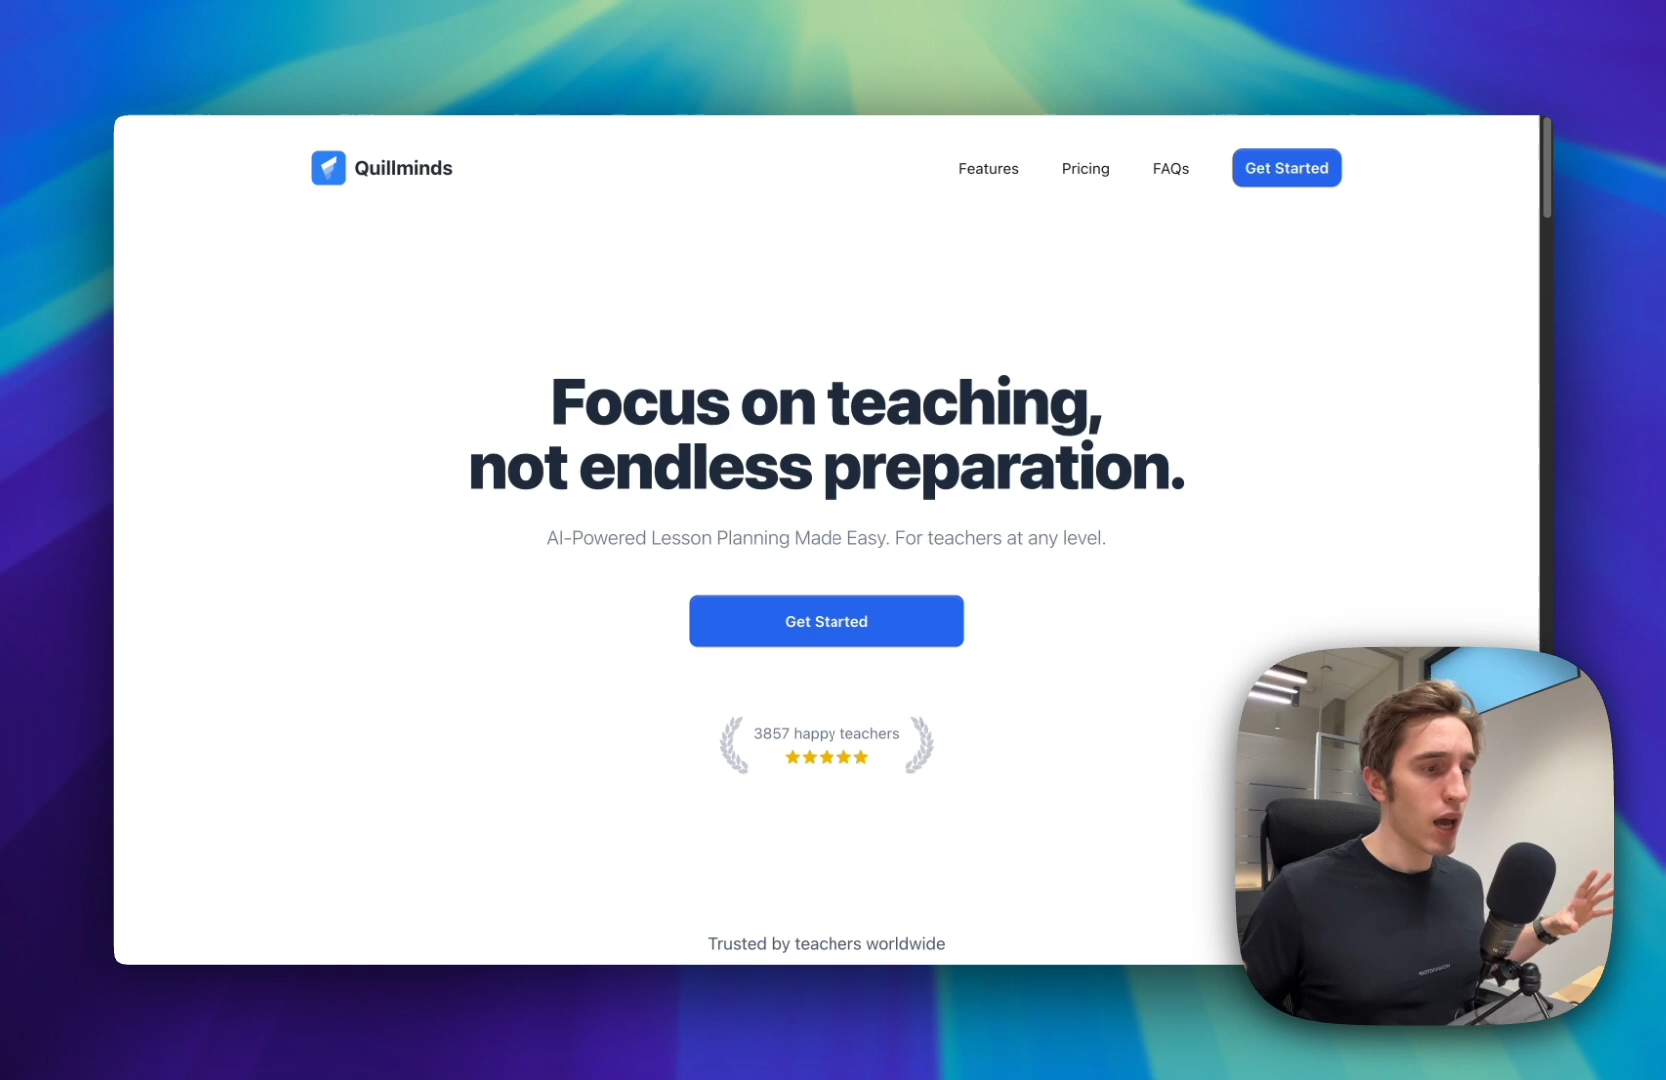 Quillminds
Features
Pricing
FAQs
Get Started
Focus on teaching,
not endless preparation.
AI-Powered Lesson Planning Made Easy. For teachers at any level.
Get Started
3857 happy teachers
Trusted by teachers worldwide